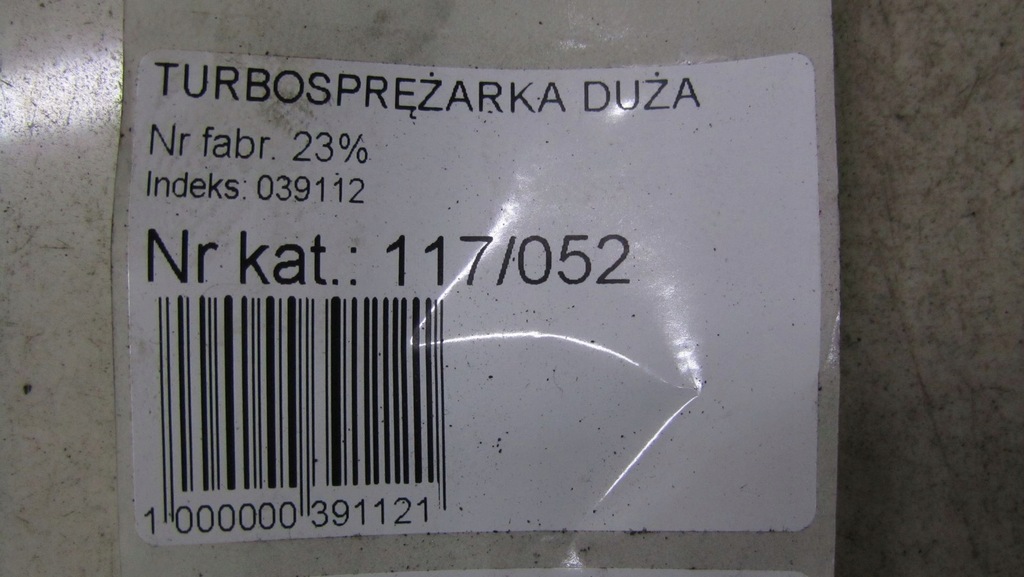 TURBOSPRĘŻARKA DUŻA
Nr fabr. 23%
Indeks: 039112
Nr kat.: 117/052
1 000000 391121